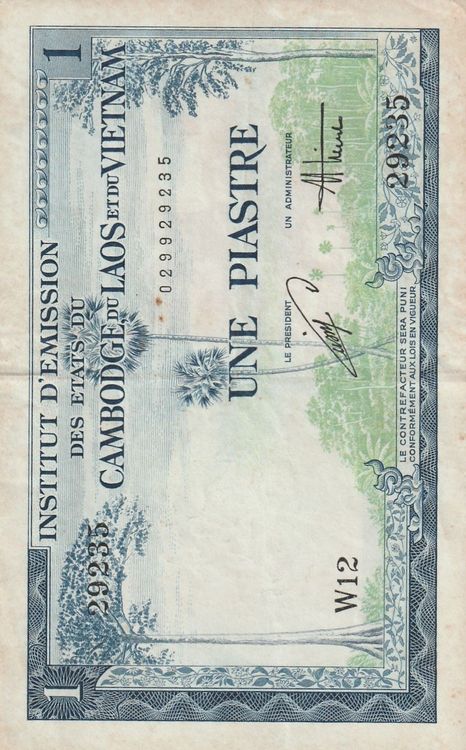 1
INSTITUT D'EMISSION
DES ETATS DU
CAMBODGE DU LAOS ET DU VIETNAM
29235
029929235
UNE PIASTRE
LE PRÉSIDENT
UN ADMINISTRATEUR
W12
29235
LE CONTREFACTEUR SERA PUNI
CONFORMÉMENT AUX LOIS EN VIGUEUR
1